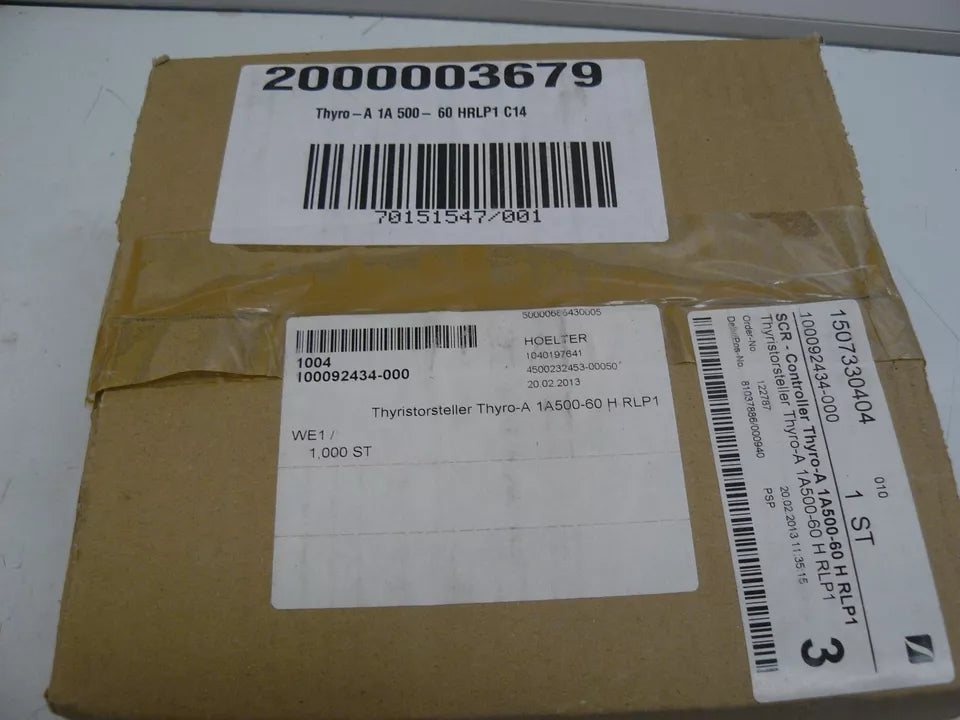 2000003679
Thyro-A 1A 500- 60 HRLP1 C14
70151547/001
HOELTER
1004
1040197641
100092434-000
4500232453-00050
20.02.2013
Thyristorsteller Thyro-A 1A500-60 H RLP1
WE1 /
1,000 ST
1507330404
010
100092434-000
1 ST
SCR - Controller Thyro-A 1A500-60 H RLP1
Thyristorsteller Thyro-A 1A500-60 H RLP1
Order-No.
122787
20.02.2013 11:35:15
3
81037886/000940
PSP